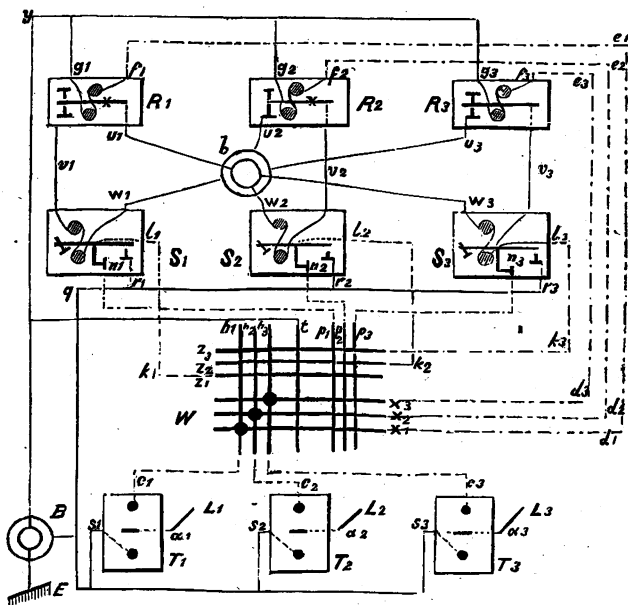 y
g1 f1 g2 f2 g3 f3 e1
e2
e3
R1 R2 R3
u1 u2 u3
b
v1 v2 v3
w1 w2 w3
l1 l2 l3
S1 S2 S3
n1 n2 n3
r1 r2 r3
q
h1 h2 h3 t p1 p2 p3
z3 k3
k1 z2 k2
z1
d3
W x3 d2
x2
x1 d1
c1 c2 c3
B s1 L1 s2 L2 s3 L3
α1 α2 α3
E T1 T2 T3